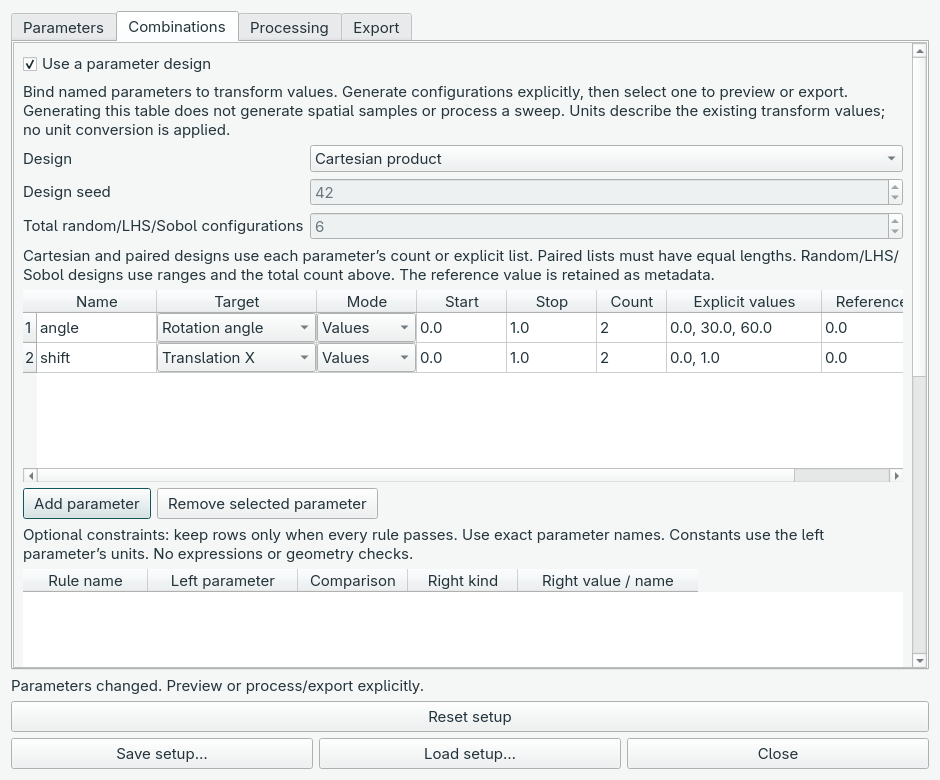 Parameters Combinations Processing Export
Use a parameter design
Bind named parameters to transform values. Generate configurations explicitly, then select one to preview or export.
Generating this table does not generate spatial samples or process a sweep. Units describe the existing transform values;
no unit conversion is applied.
Design Cartesian product
Design seed 42
Total random/LHS/Sobol configurations 6
Cartesian and paired designs use each parameter’s count or explicit list. Paired lists must have equal lengths. Random/LHS/
Sobol designs use ranges and the total count above. The reference value is retained as metadata.
Name Target Mode Start Stop Count Explicit values Reference
1 angle Rotation angle Values 0.0 1.0 2 0.0, 30.0, 60.0 0.0
2 shift Translation X Values 0.0 1.0 2 0.0, 1.0 0.0
Add parameter Remove selected parameter
Optional constraints: keep rows only when every rule passes. Use exact parameter names. Constants use the left
parameter’s units. No expressions or geometry checks.
Rule name Left parameter Comparison Right kind Right value / name
Parameters changed. Preview or process/export explicitly.
Reset setup
Save setup... Load setup... Close